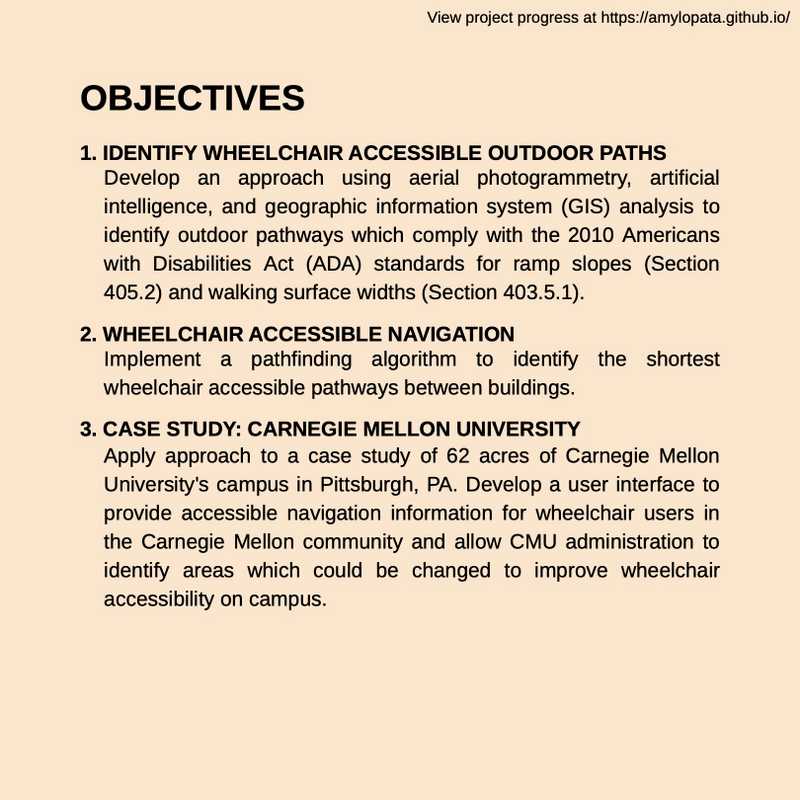 View project progress at https://amylopata.github.io/
OBJECTIVES
1. IDENTIFY WHEELCHAIR ACCESSIBLE OUTDOOR PATHS
Develop an approach using aerial photogrammetry, artificial
intelligence, and geographic information system (GIS) analysis to
identify outdoor pathways which comply with the 2010 Americans
with Disabilities Act (ADA) standards for ramp slopes (Section
405.2) and walking surface widths (Section 403.5.1).
2. WHEELCHAIR ACCESSIBLE NAVIGATION
Implement a pathfinding algorithm to identify the shortest
wheelchair accessible pathways between buildings.
3. CASE STUDY: CARNEGIE MELLON UNIVERSITY
Apply approach to a case study of 62 acres of Carnegie Mellon
University's campus in Pittsburgh, PA. Develop a user interface to
provide accessible navigation information for wheelchair users in
the Carnegie Mellon community and allow CMU administration to
identify areas which could be changed to improve wheelchair
accessibility on campus.